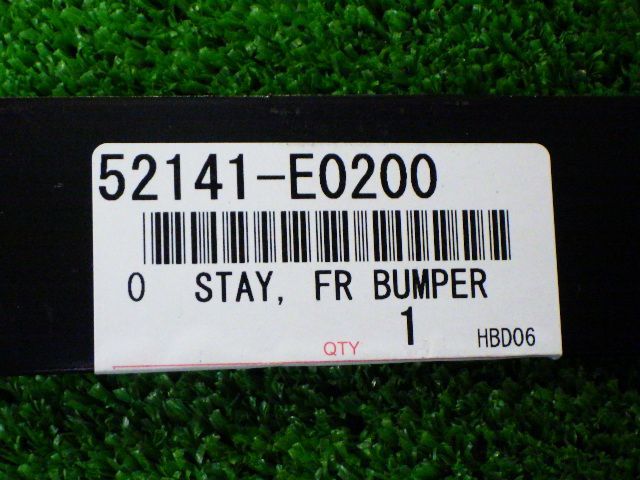 52141-E0200
0 STAY, FR BUMPER
QTY 1 HBD06